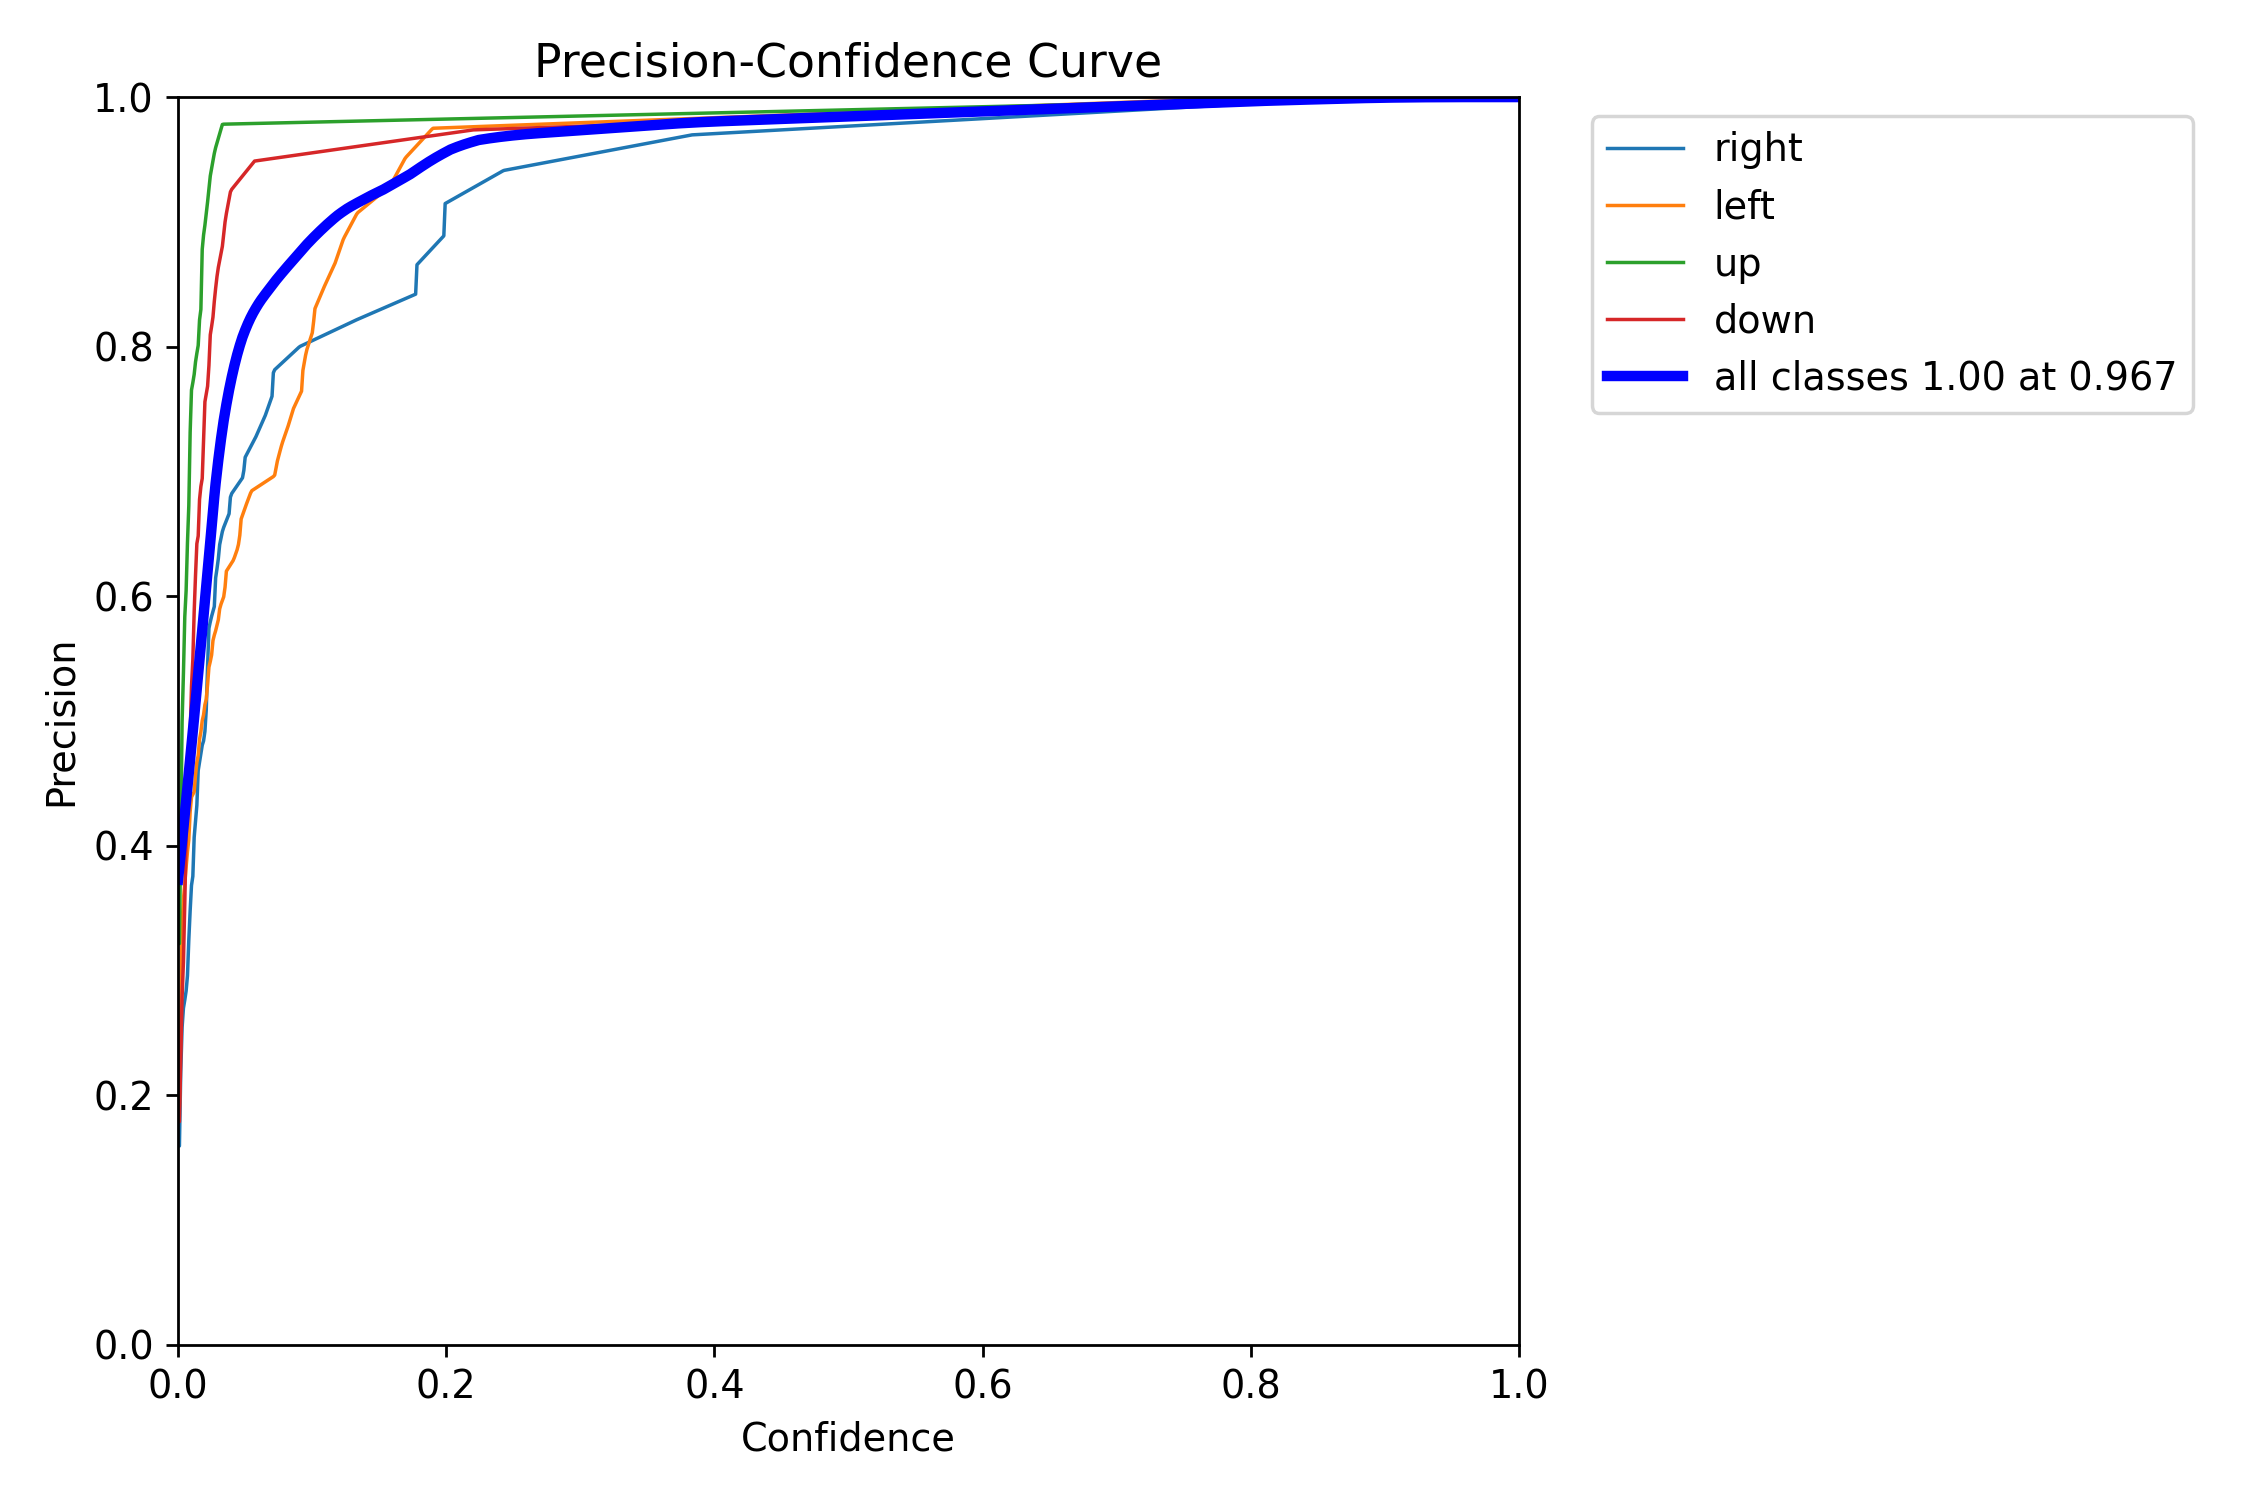 Precision-Confidence Curve
1.0
0.8
0.6
0.4
0.2
0.0
Precision
0.0 0.2 0.4 0.6 0.8 1.0
Confidence
right
left
up
down
all classes 1.00 at 0.967